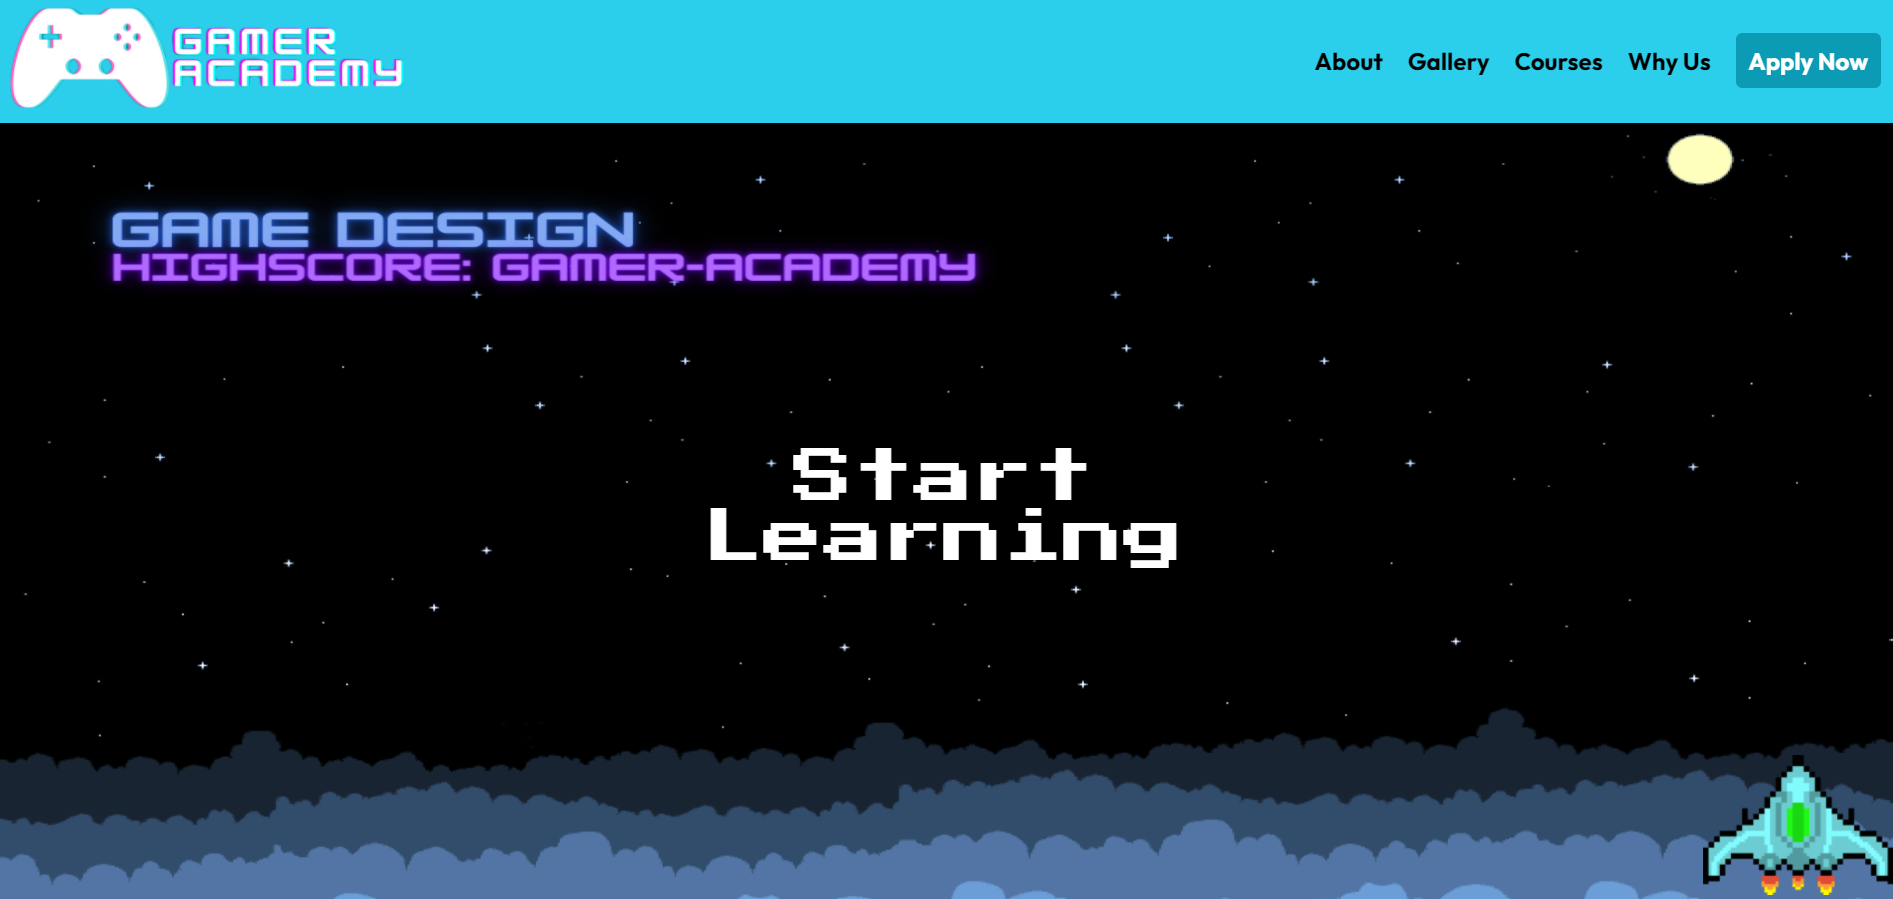 GAMER
ACADEMY
About Gallery Courses Why Us Apply Now
GAME DESIGN
HIGHSCORE: GAMER-ACADEMY
Start
Learning